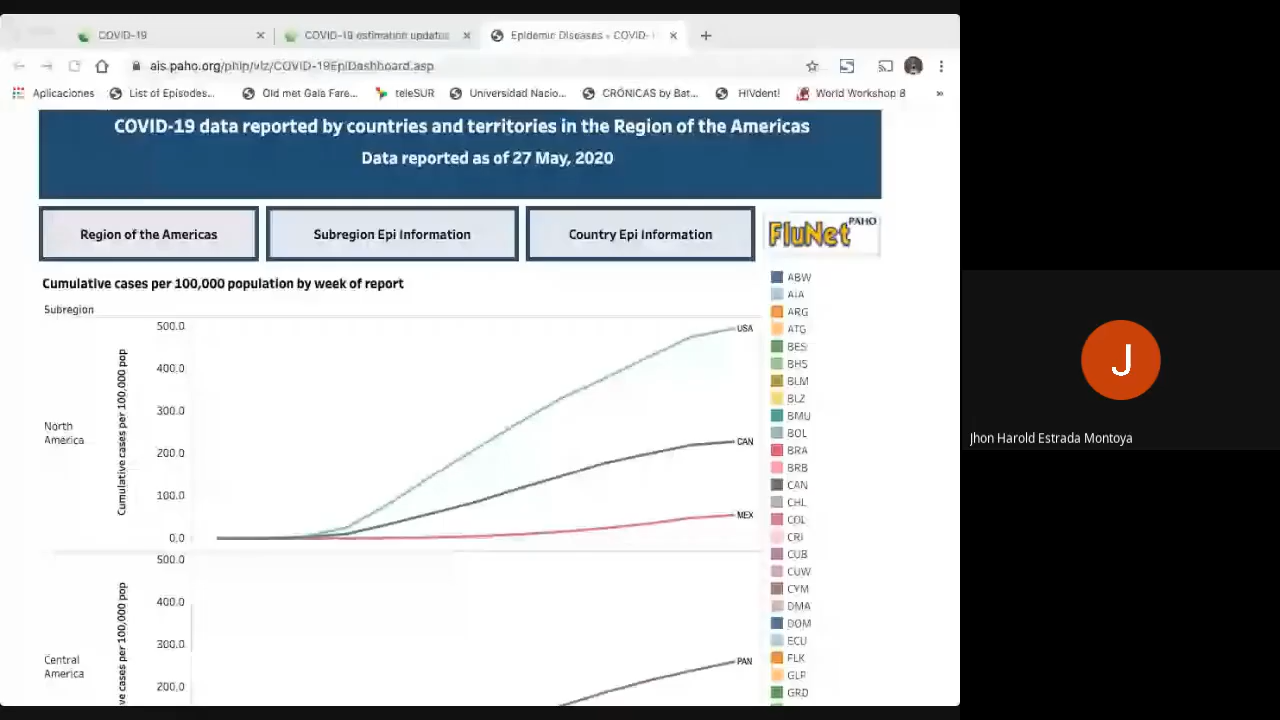 COVID-19
COVID-19 estimation updates
Epidemic Diseases - COVID-1
ais.paho.org/phip/viz/COVID-19EpiDashboard.asp
Aplicaciones
List of Episodes...
Old met Gala Fare...
teleSUR
Universidad Nacio...
CRÓNICAS by Bat...
HIVdent!
World Workshop 8
»
COVID-19 data reported by countries and territories in the Region of the Americas
Data reported as of 27 May, 2020
Region of the Americas
Subregion Epi Information
Country Epi Information
FluNet PAHO
Cumulative cases per 100,000 population by week of report
Subregion
North
America
Cumulative cases per 100,000 pop
500.0
400.0
300.0
200.0
100.0
0.0
USA
CAN
MEX
Central
America
ve cases per 100,000 pop
500.0
400.0
300.0
200.0
PAN
ABW
AIA
ARG
ATG
BES
BHS
BLM
BLZ
BMU
BOL
BRA
BRB
CAN
CHL
COL
CRI
CUB
CUW
CYM
DMA
DOM
ECU
FLK
GLP
GRD
J
Jhon Harold Estrada Montoya